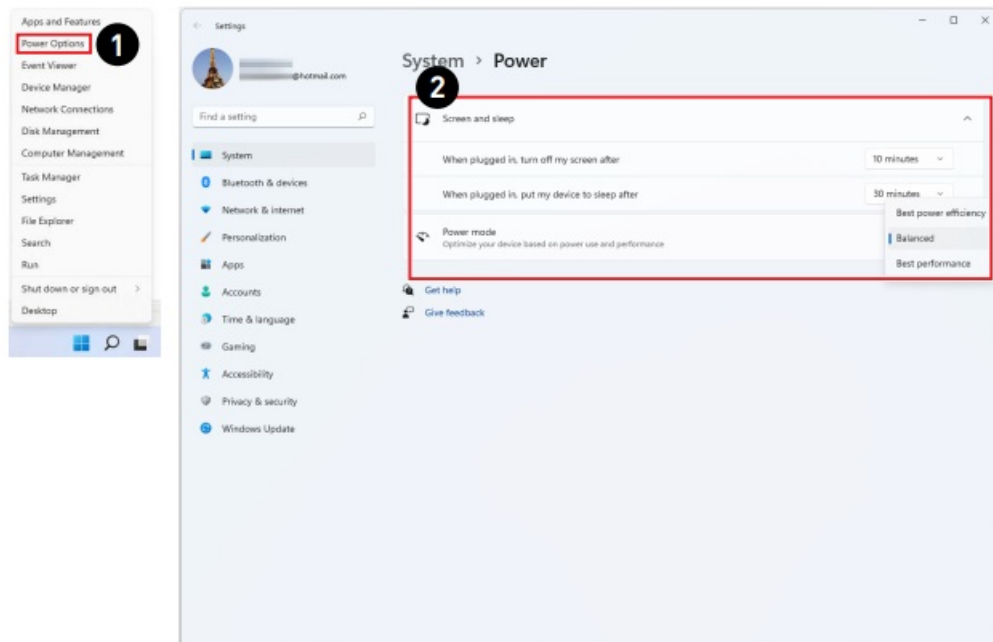 Apps and Features
Power Options
1
Event Viewer
Device Manager
Network Connections
Disk Management
Computer Management
Task Manager
Settings
File Explorer
Search
Run
Shut down or sign out
Desktop
Settings
@hotmail.com
Find a setting
System
Bluetooth & devices
Network & internet
Personalization
Apps
Accounts
Time & language
Gaming
Accessibility
Privacy & security
Windows Update
System > Power
2
Screen and sleep
When plugged in, turn off my screen after
10 minutes
When plugged in, put my device to sleep after
30 minutes
Power mode
Optimize your device based on power use and performance
Best power efficiency
Balanced
Best performance
Get help
Give feedback